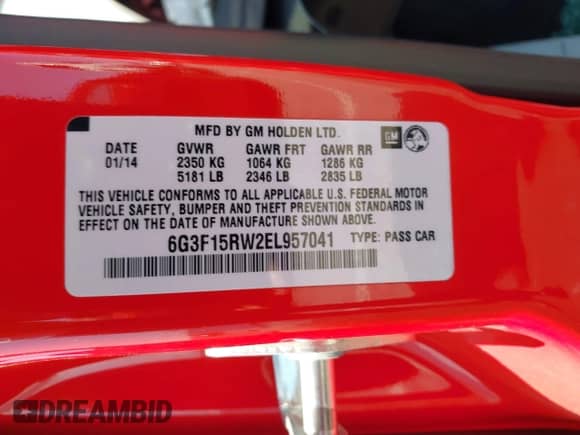 MFD BY GM HOLDEN LTD.
GM
DATE GVWR GAWR FRT GAWR RR
01/14 2350 KG 1064 KG 1286 KG
5181 LB 2346 LB 2835 LB
THIS VEHICLE CONFORMS TO ALL APPLICABLE U.S. FEDERAL MOTOR
VEHICLE SAFETY, BUMPER AND THEFT PREVENTION STANDARDS IN
EFFECT ON THE DATE OF MANUFACTURE SHOWN ABOVE.
6G3F15RW2EL957041 TYPE: PASS CAR
DREAMBID